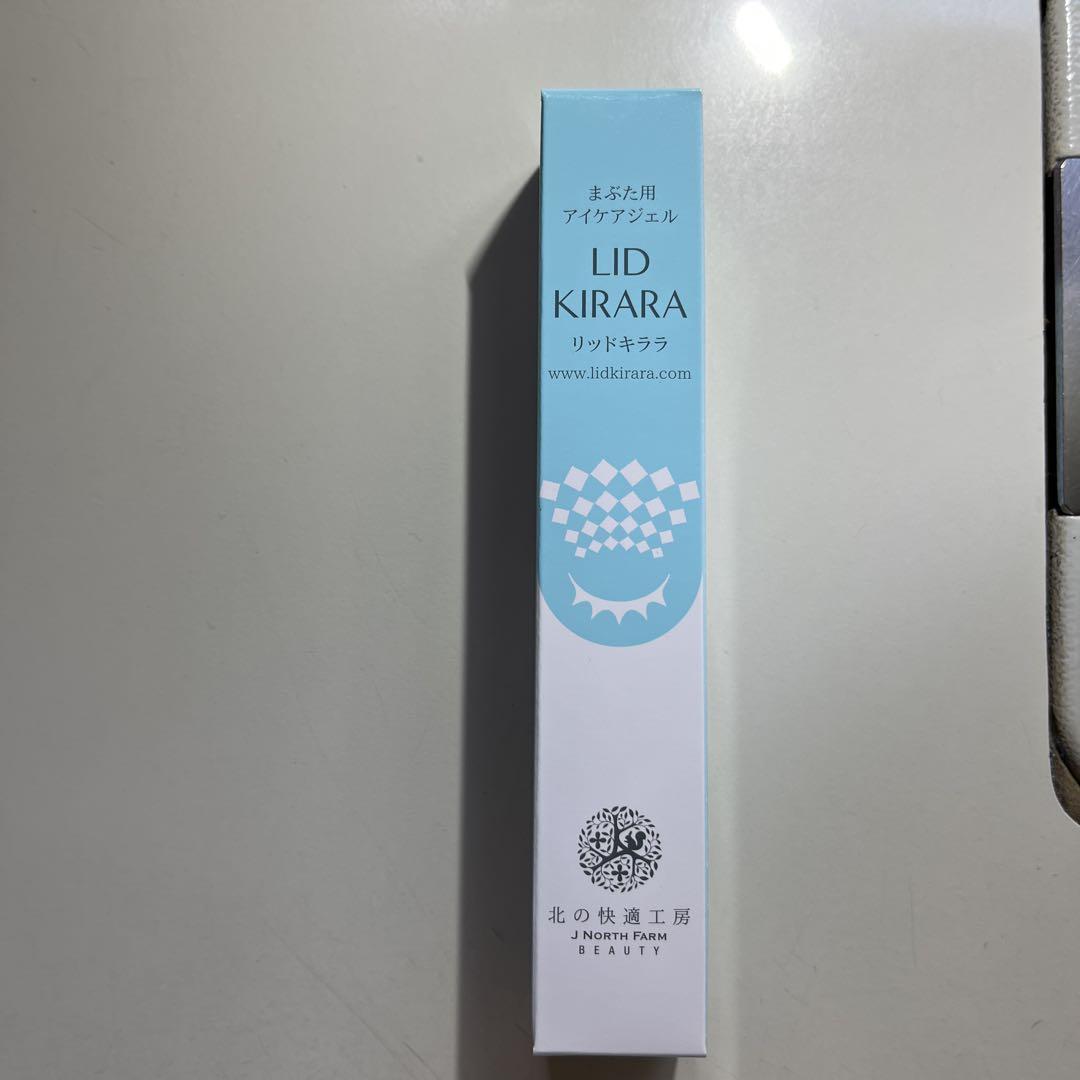 まぶた用
アイケアジェル
LID
KIRARA
リッドキララ
www.lidkirara.com
北の快適工房
J NORTH FARM
BEAUTY